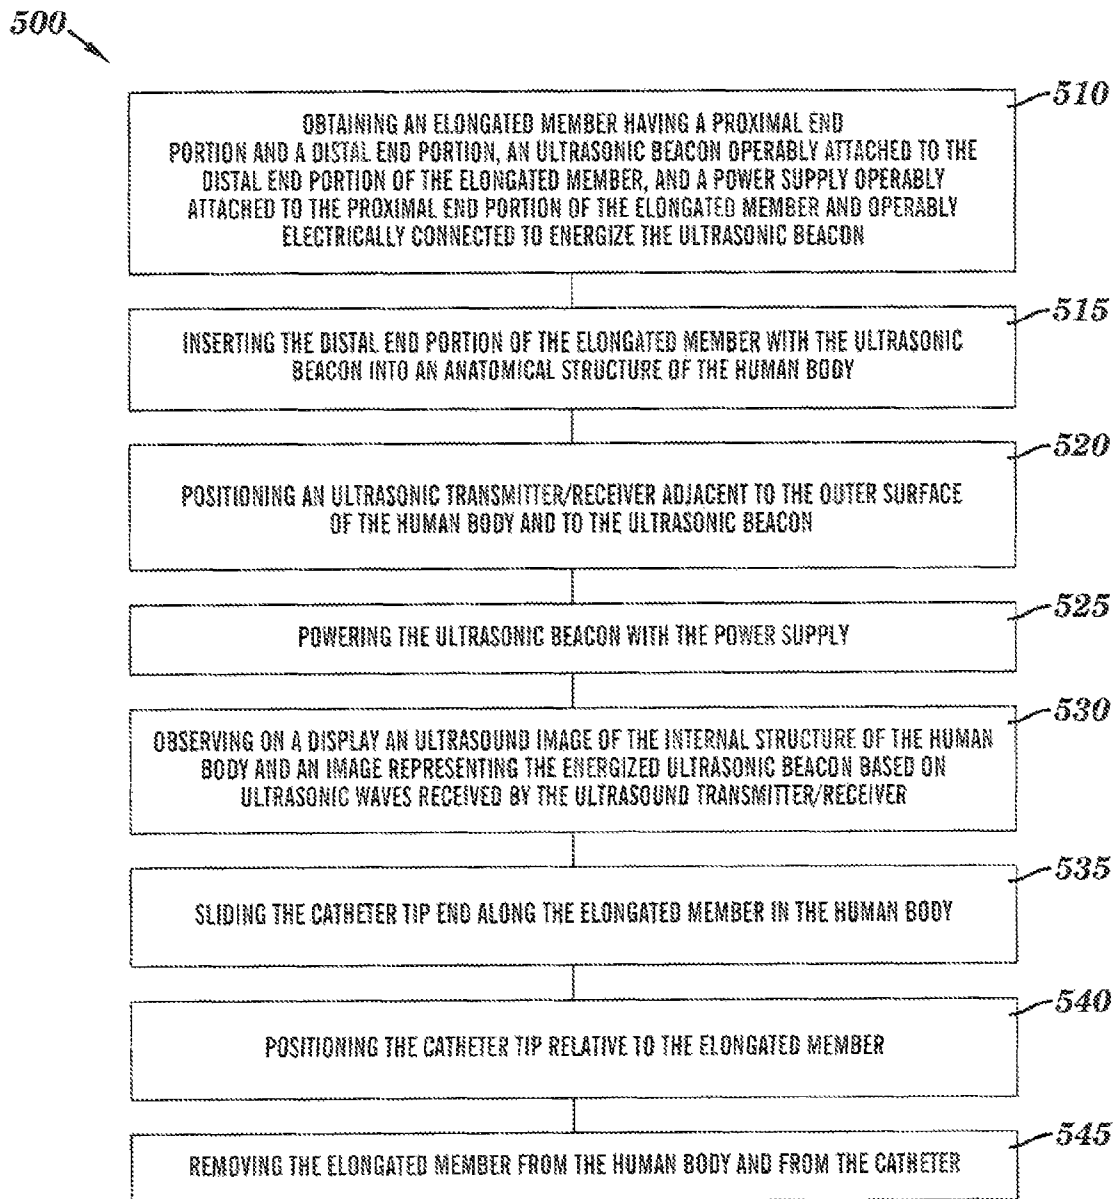 500
510
OBTAINING AN ELONGATED MEMBER HAVING A PROXIMAL END
PORTION AND A DISTAL END PORTION, AN ULTRASONIC BEACON OPERABLY ATTACHED TO THE
DISTAL END PORTION OF THE ELONGATED MEMBER, AND A POWER SUPPLY OPERABLY
ATTACHED TO THE PROXIMAL END PORTION OF THE ELONGATED MEMBER AND OPERABLY
ELECTRICALLY CONNECTED TO ENERGIZE THE ULTRASONIC BEACON
515
INSERTING THE DISTAL END PORTION OF THE ELONGATED MEMBER WITH THE ULTRASONIC
BEACON INTO AN ANATOMICAL STRUCTURE OF THE HUMAN BODY
520
POSITIONING AN ULTRASONIC TRANSMITTER/RECEIVER ADJACENT TO THE OUTER SURFACE
OF THE HUMAN BODY AND TO THE ULTRASONIC BEACON
525
POWERING THE ULTRASONIC BEACON WITH THE POWER SUPPLY
530
OBSERVING ON A DISPLAY AN ULTRASOUND IMAGE OF THE INTERNAL STRUCTURE OF THE HUMAN
BODY AND AN IMAGE REPRESENTING THE ENERGIZED ULTRASONIC BEACON BASED ON
ULTRASONIC WAVES RECEIVED BY THE ULTRASOUND TRANSMITTER/RECEIVER
535
SLIDING THE CATHETER TIP END ALONG THE ELONGATED MEMBER IN THE HUMAN BODY
540
POSITIONING THE CATHETER TIP RELATIVE TO THE ELONGATED MEMBER
545
REMOVING THE ELONGATED MEMBER FROM THE HUMAN BODY AND FROM THE CATHETER